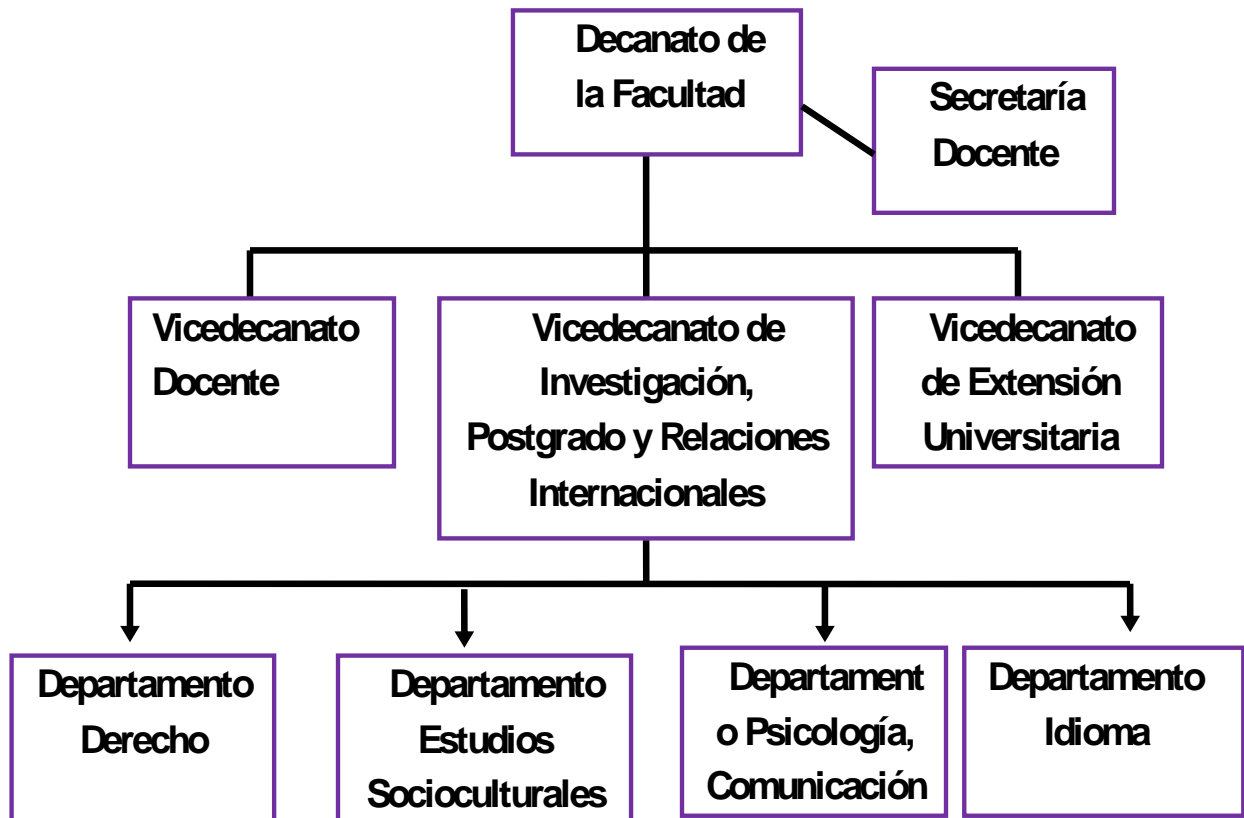 Decanato de
la Facultad
Secretaría
Docente
Vicedecanato
Docente
Vicedecanato de
Investigación,
Postgrado y Relaciones
Internacionales
Vicedecanato
de Extensión
Universitaria
Departamento
Derecho
Departamento
Estudios
Socioculturales
Department
o Psicología,
Comunicación
Departamento
Idioma